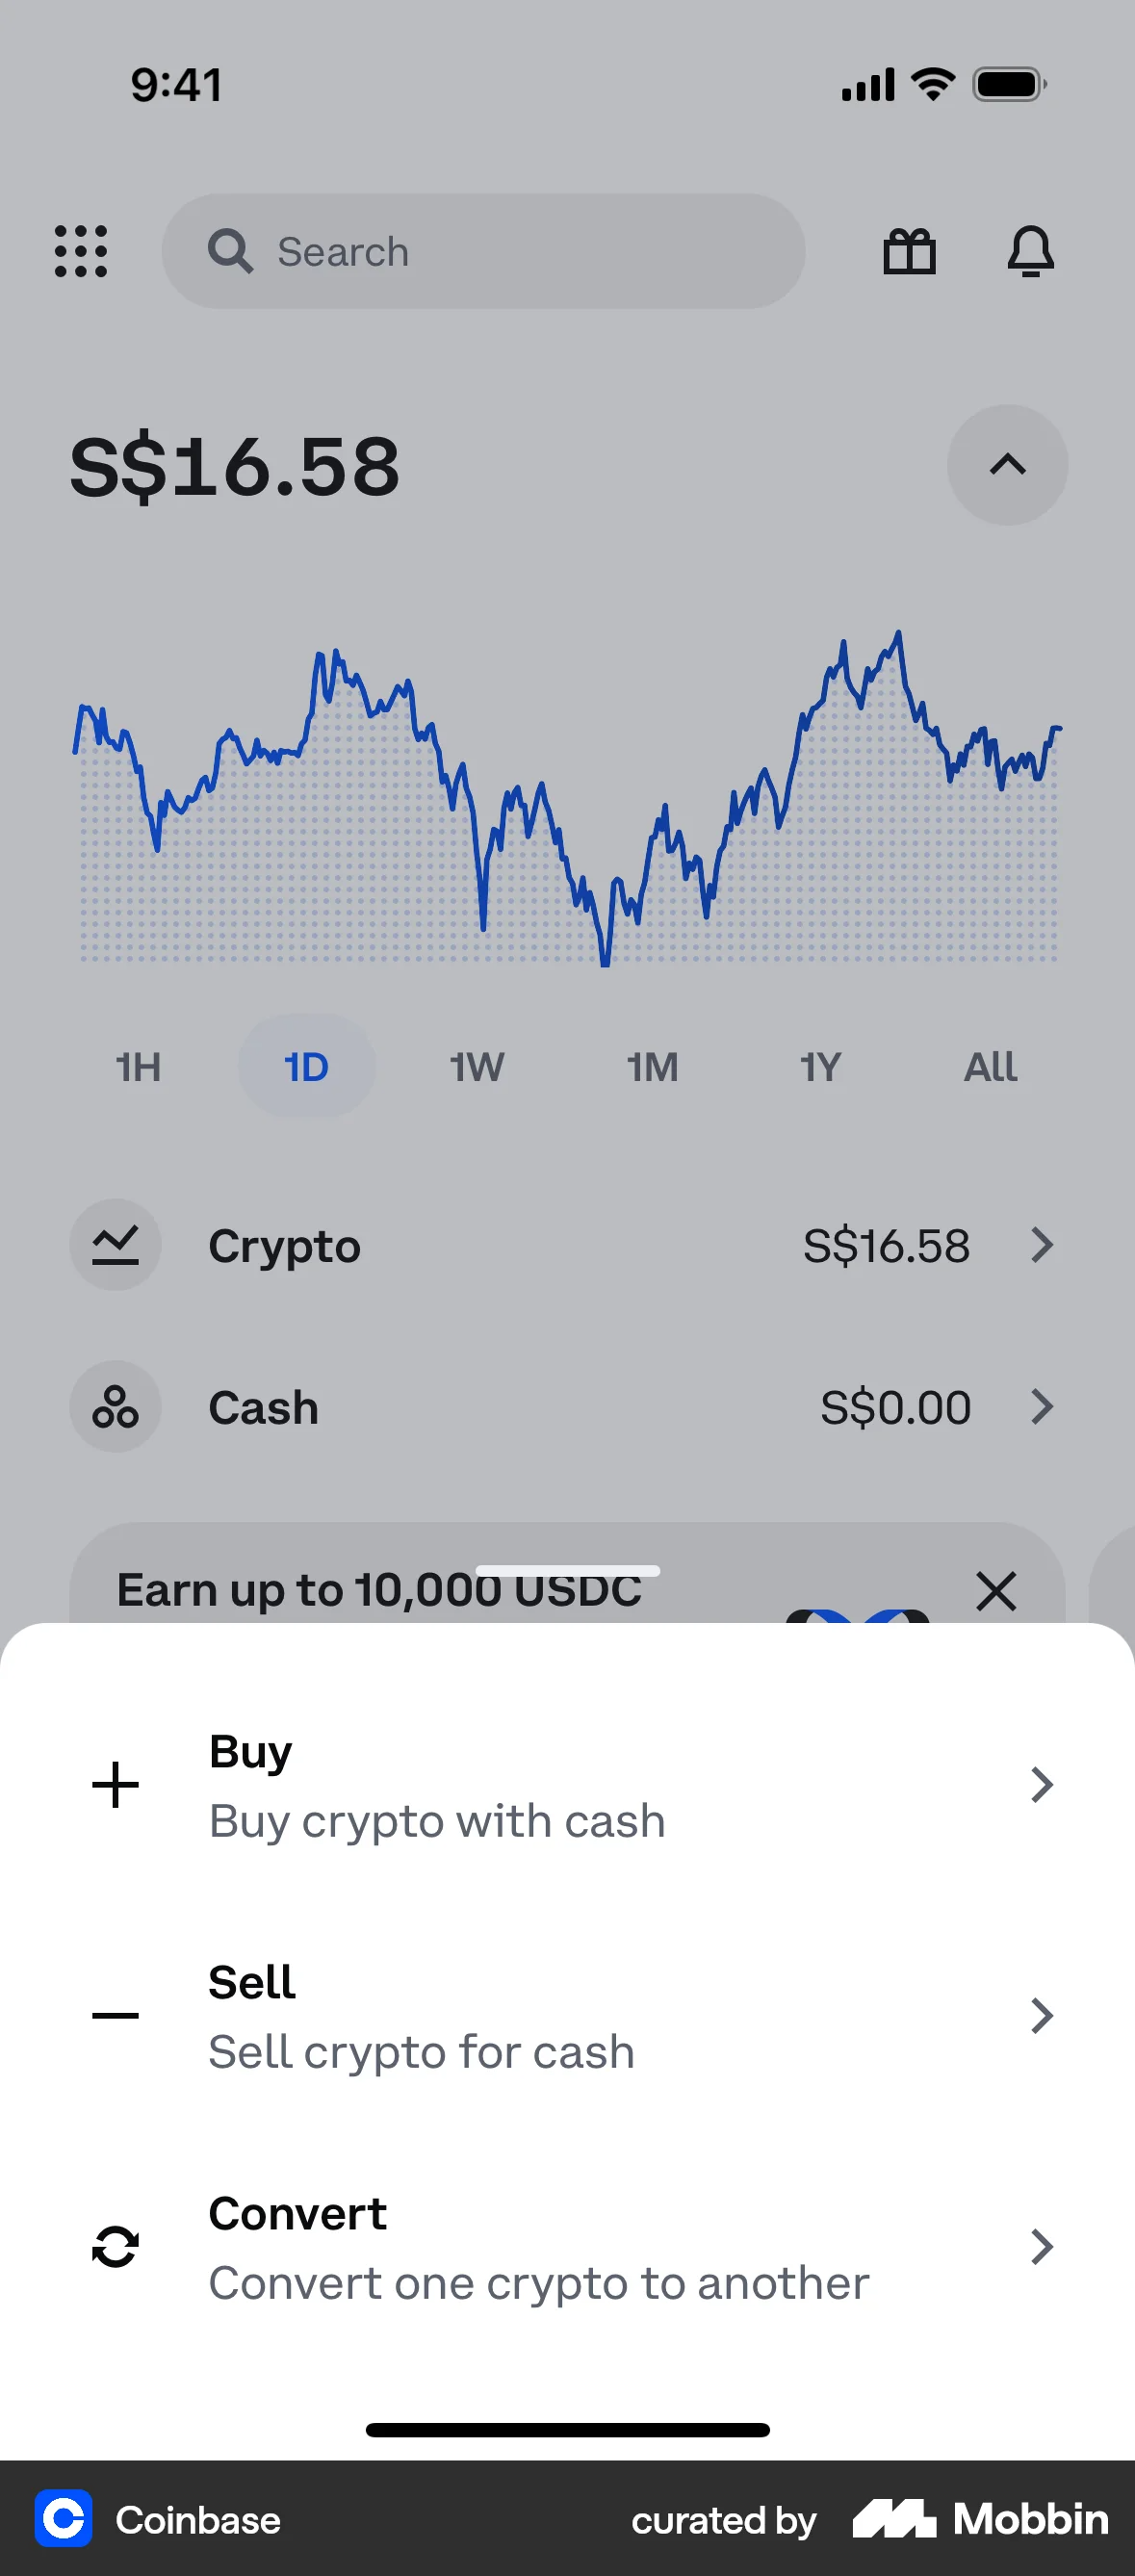 9:41
Search
S$16.58
1H 1D 1W 1M 1Y All
Crypto S$16.58
Cash S$0.00
Earn up to 10,000 USDC
Buy
Buy crypto with cash
Sell
Sell crypto for cash
Convert
Convert one crypto to another
Coinbase curated by Mobbin